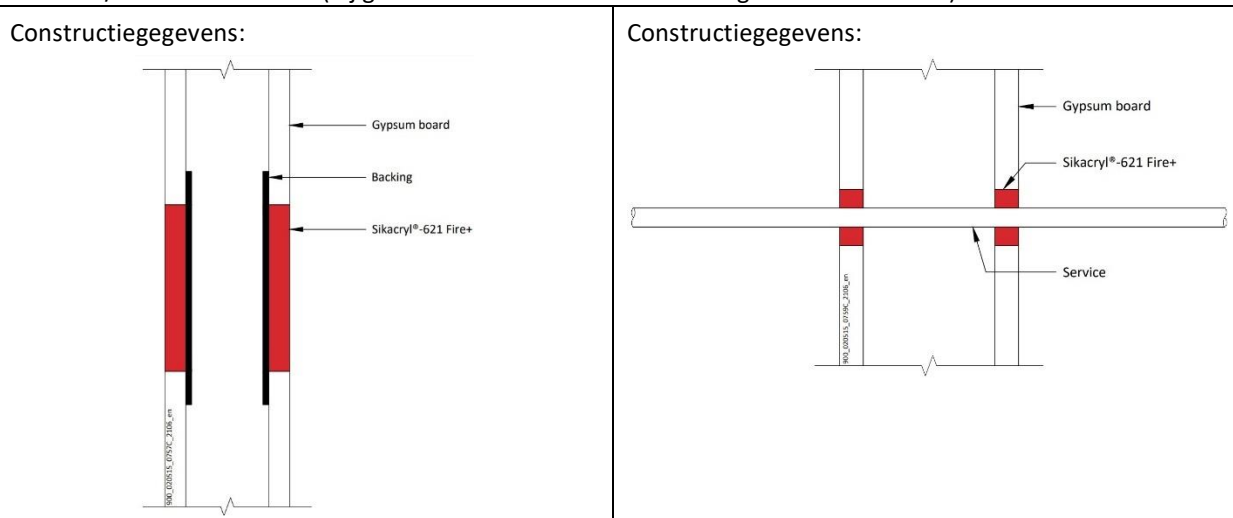 Constructiegegevens:
Gypsum board
Backing
Sikacryl®-621 Fire+
900_020515_0757C_2106_en
Constructiegegevens:
Gypsum board
Sikacryl®-621 Fire+
Service
900_020515_0759C_2106_en